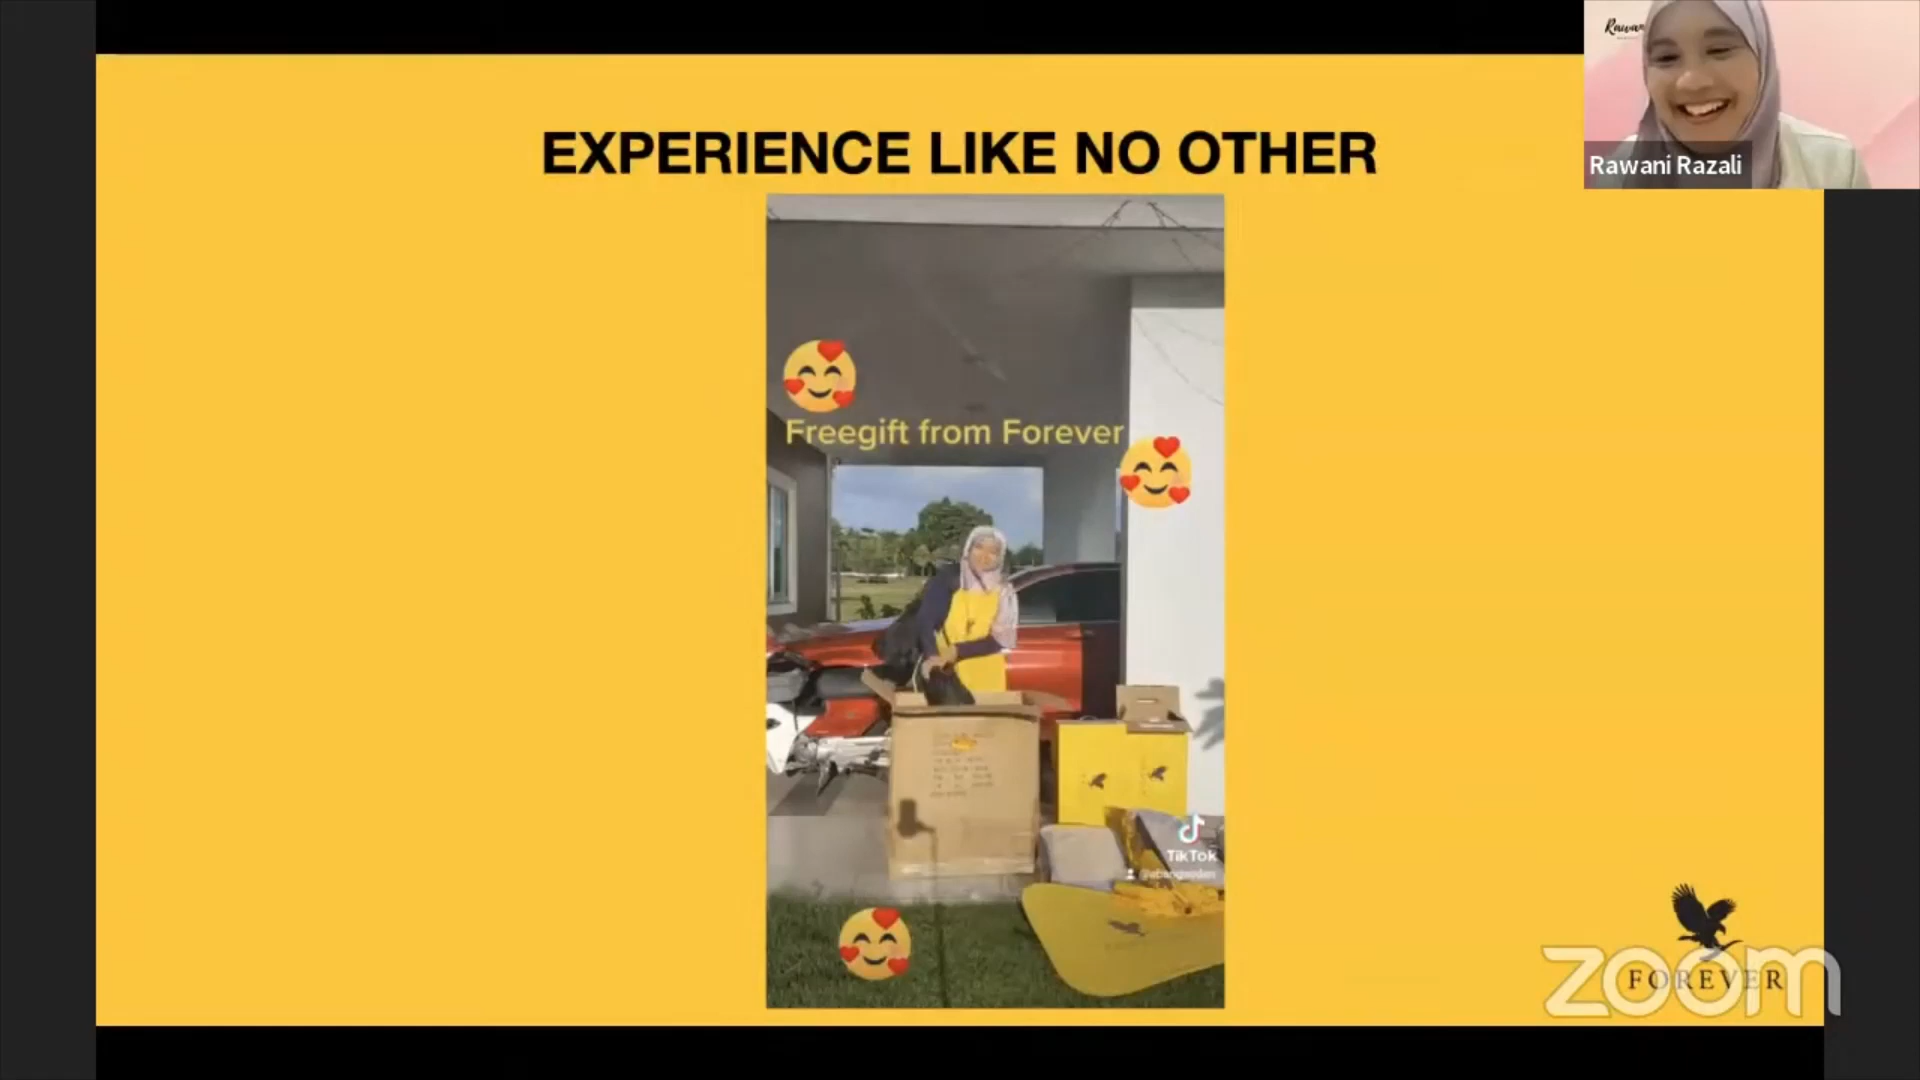 Rawani Razali
EXPERIENCE LIKE NO OTHER
Freegift from Forever
TikTok
FOREVER
zoom